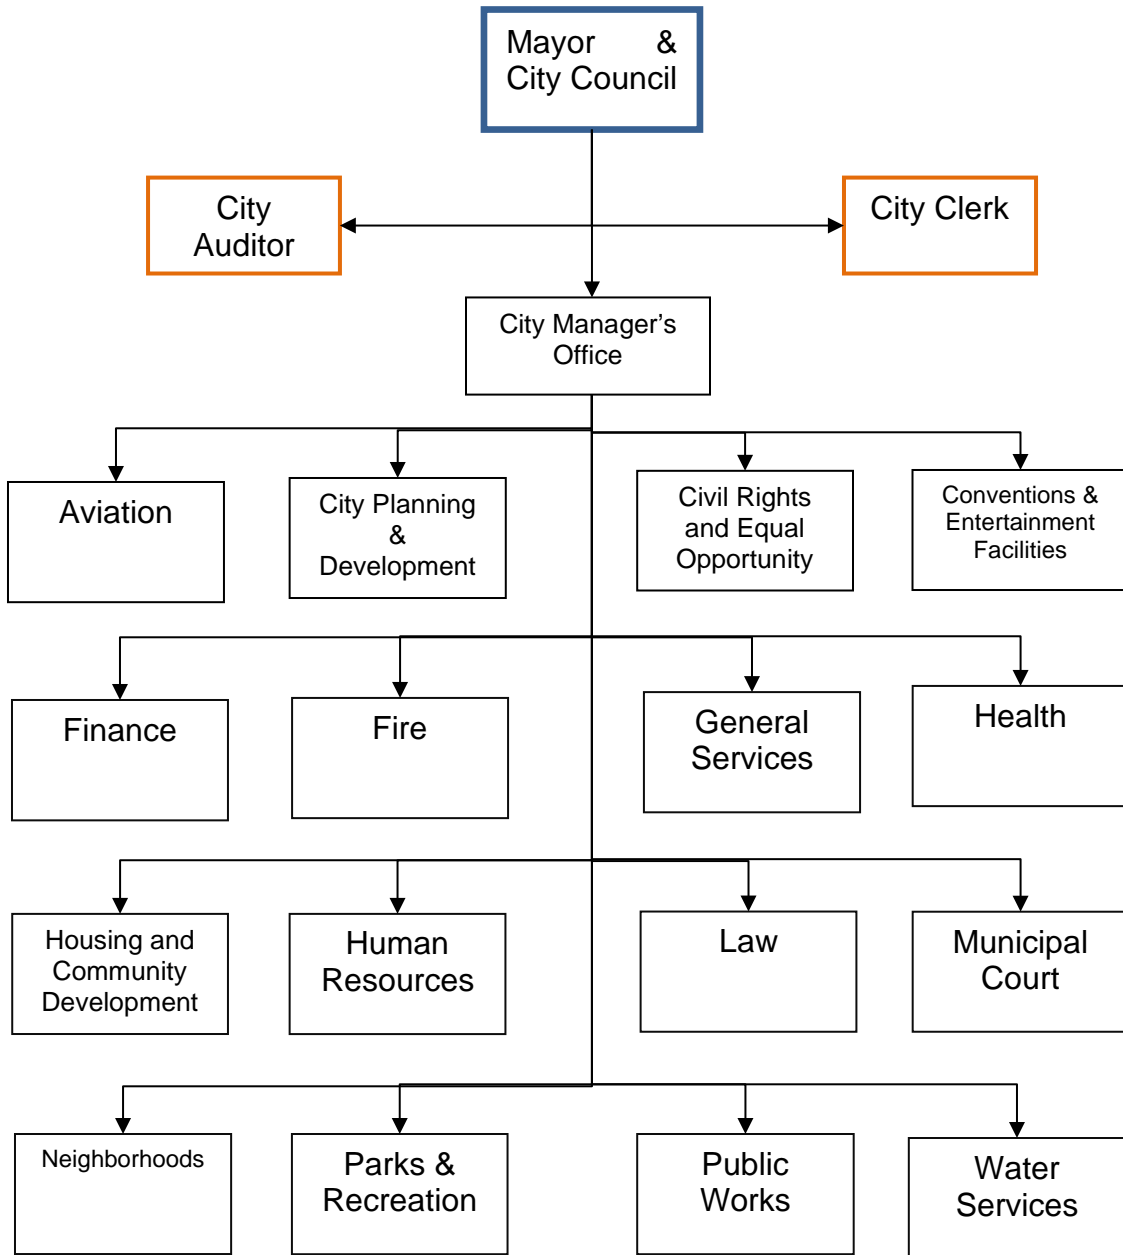 Mayor &
City Council
City
Auditor
City Clerk
City Manager’s
Office
Aviation
City Planning
&
Development
Civil Rights
and Equal
Opportunity
Conventions &
Entertainment
Facilities
Finance
Fire
General
Services
Health
Housing and
Community
Development
Human
Resources
Law
Municipal
Court
Neighborhoods
Parks &
Recreation
Public
Works
Water
Services